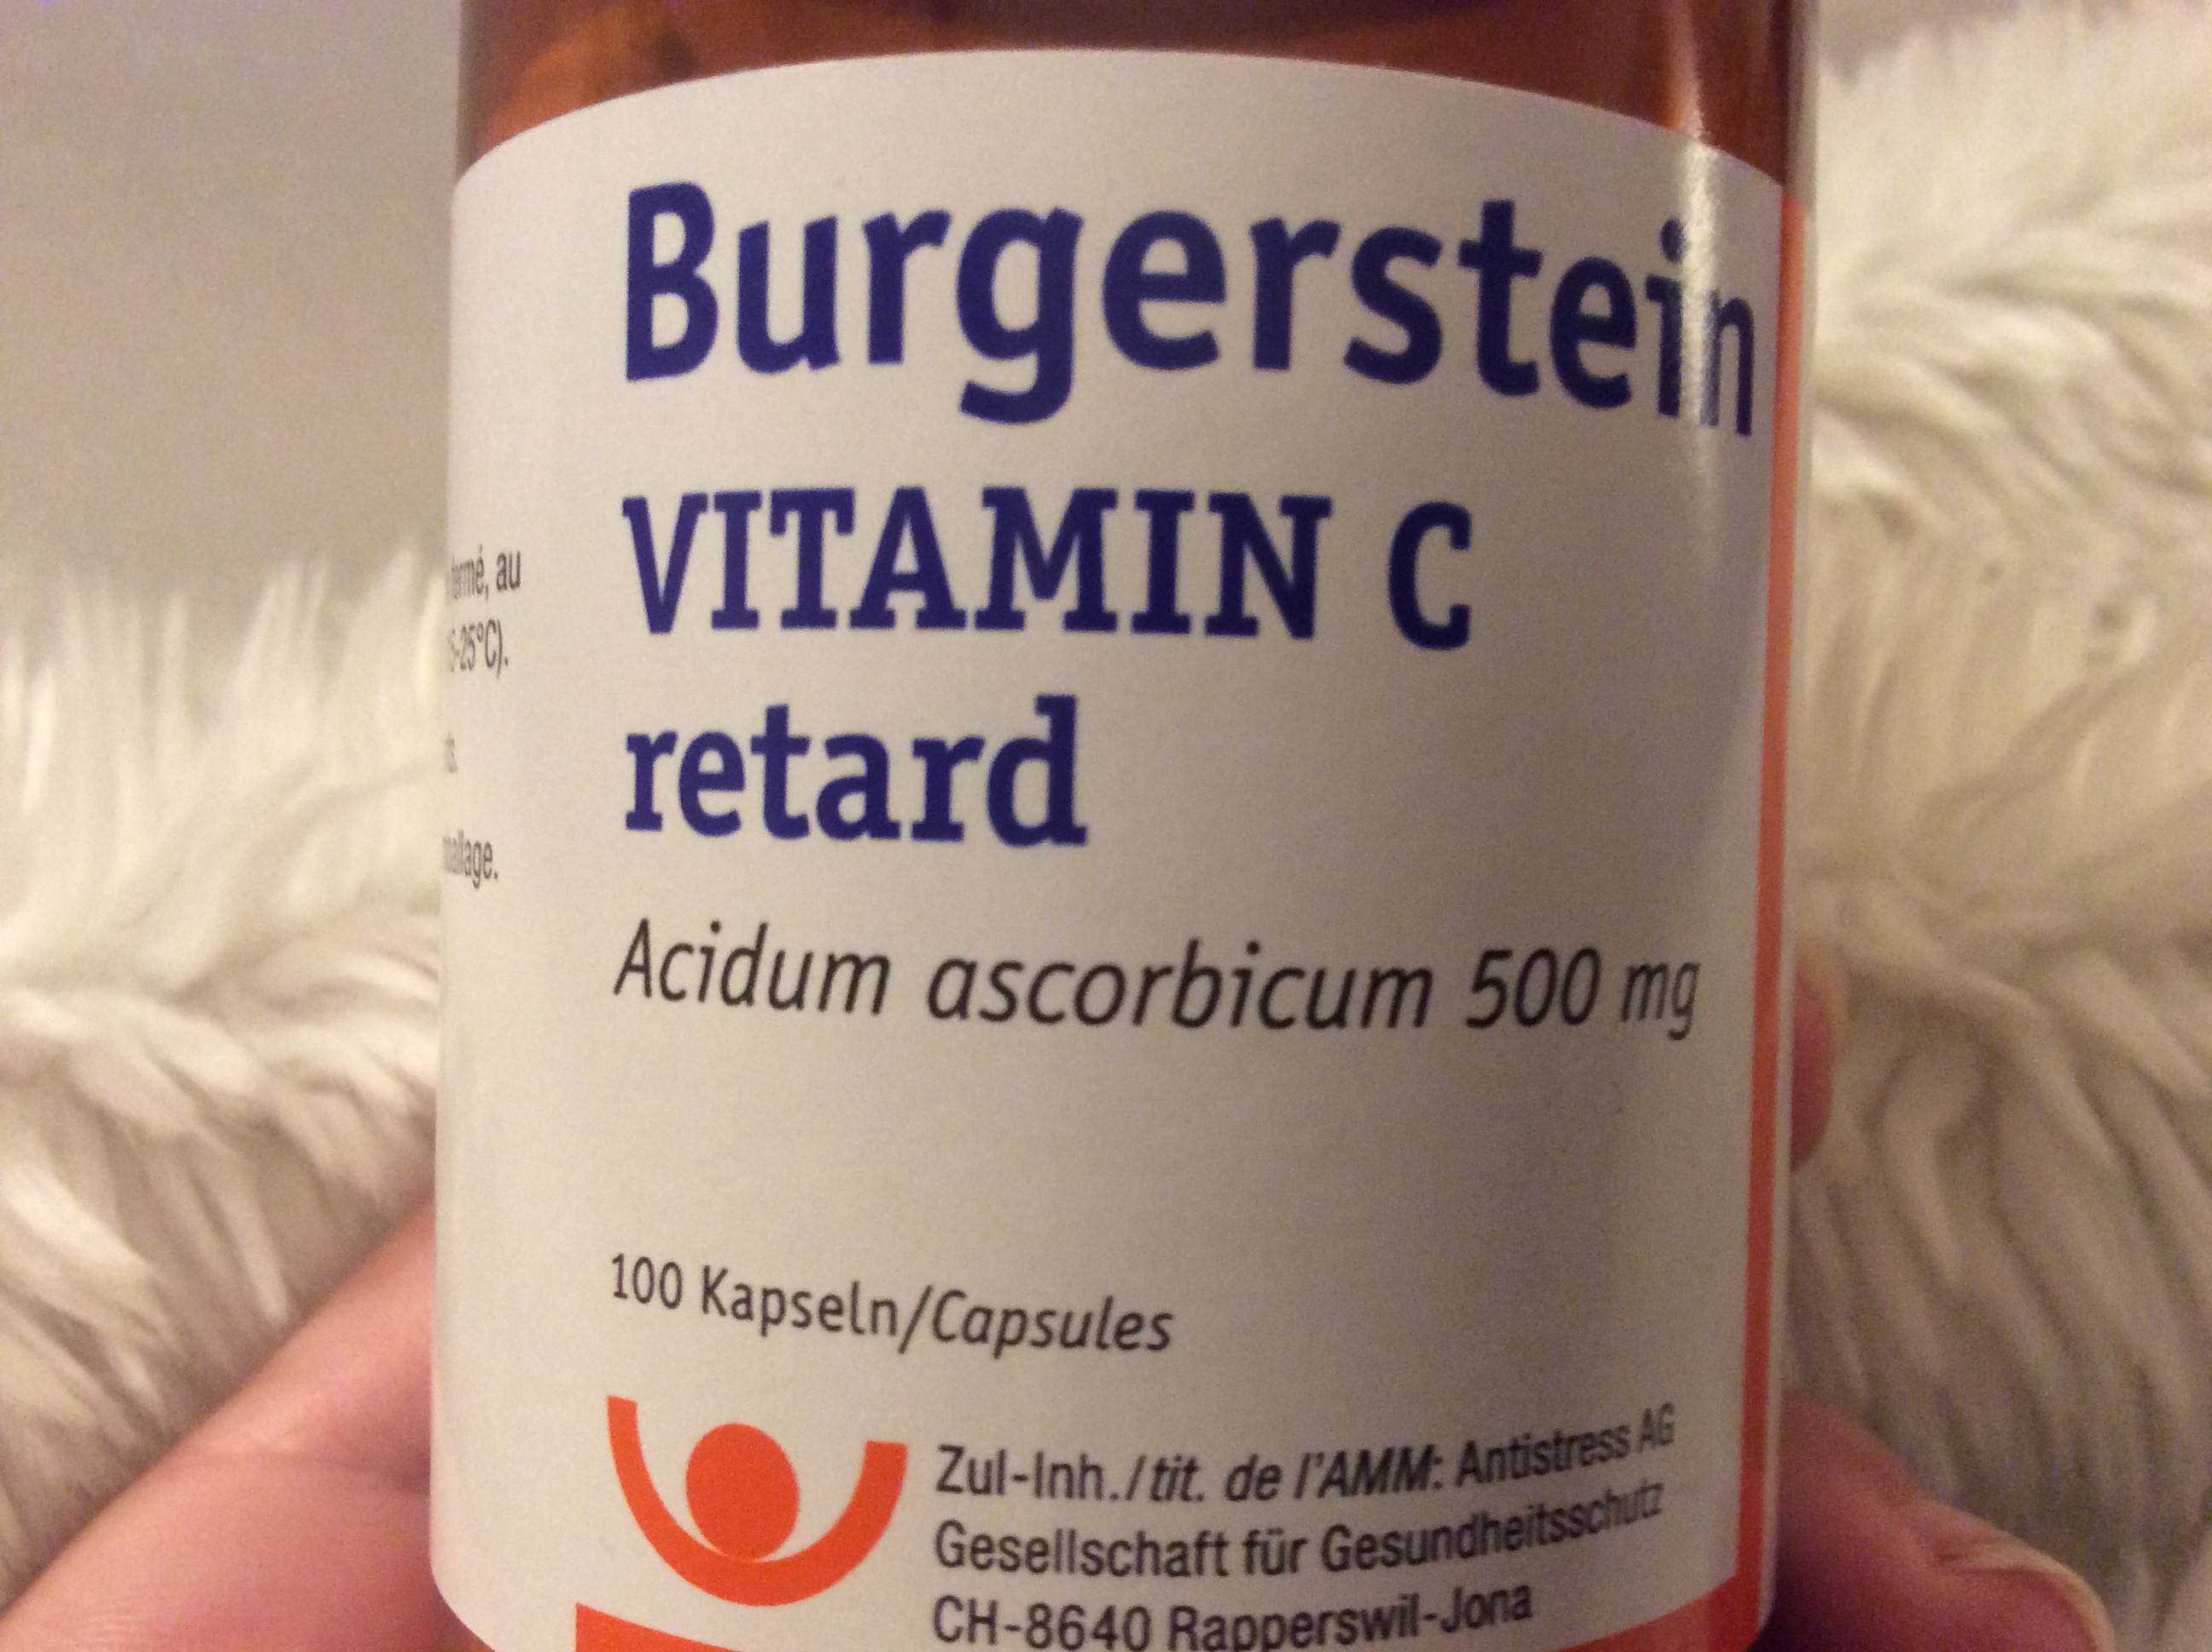 Burgerstein
VITAMIN C
retard
Acidum ascorbicum 500 mg
100 Kapseln/Capsules
Zul-Inh./tit. de l'AMM: Antistress AG
Gesellschaft für Gesundheitsschutz
CH-8640 Rapperswil-Jona
au